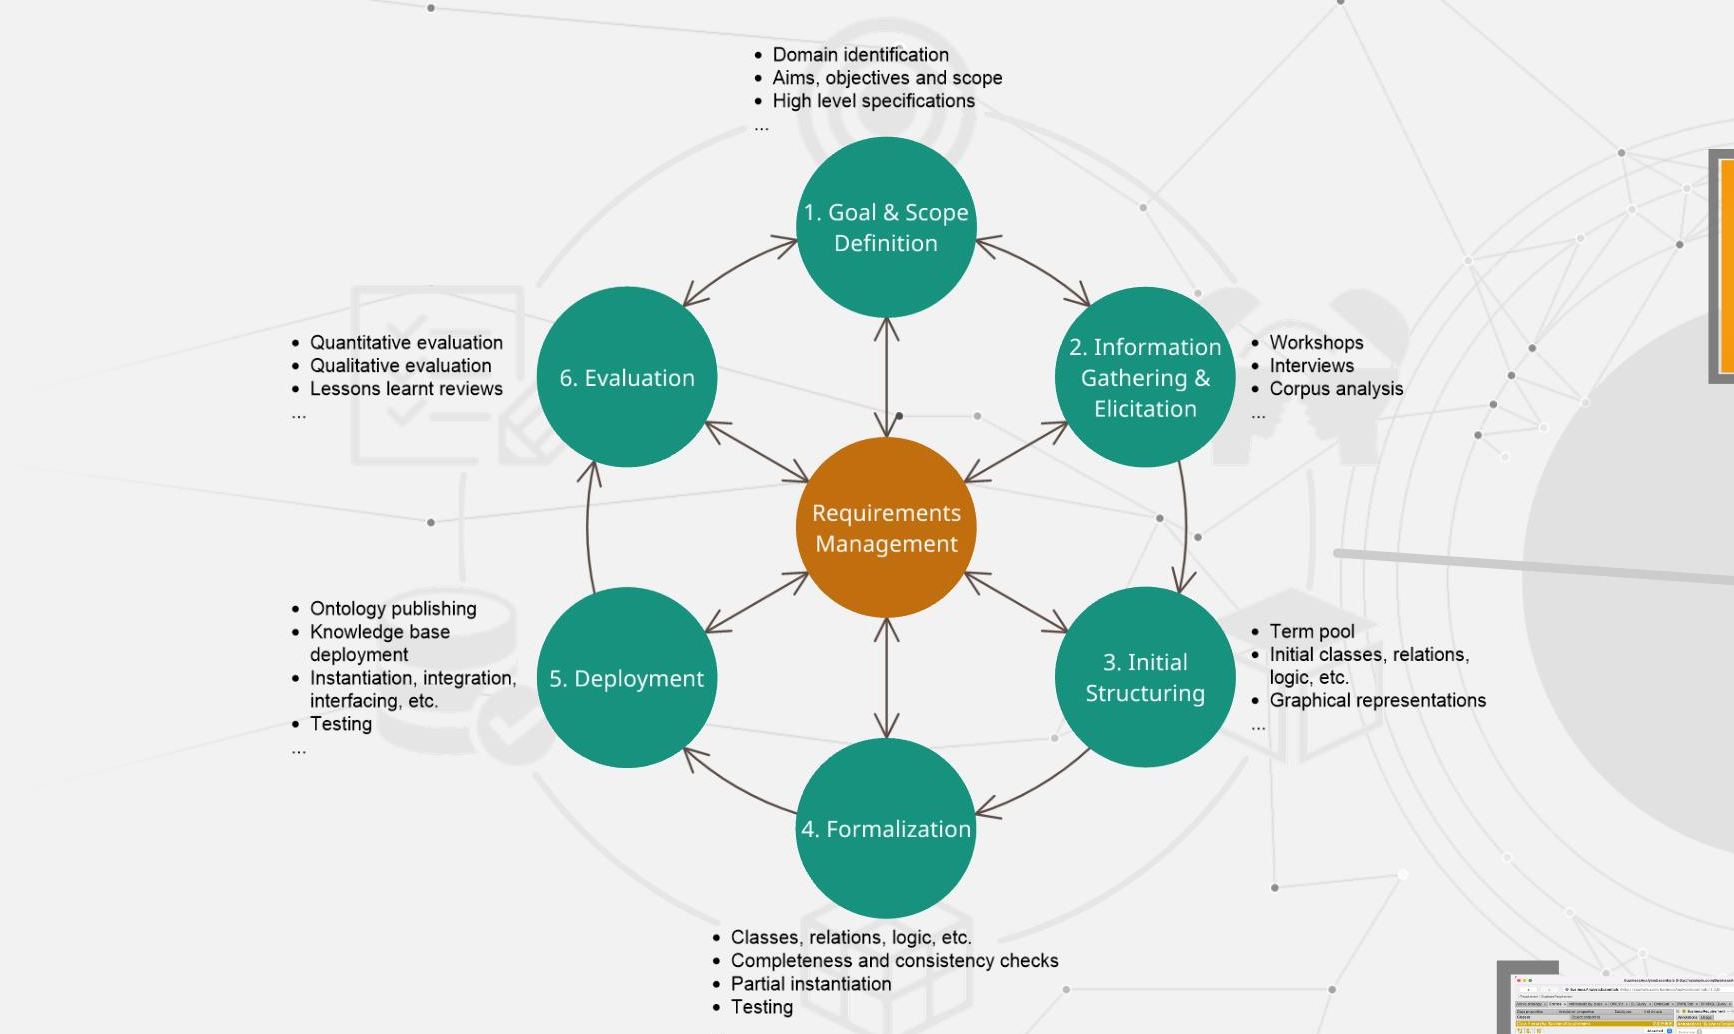 • Domain identification
• Aims, objectives and scope
• High level specifications
...
1. Goal & Scope
Definition
2. Information
Gathering &
Elicitation
• Workshops
• Interviews
• Corpus analysis
...
• Quantitative evaluation
• Qualitative evaluation
• Lessons learnt reviews
...
6. Evaluation
Requirements
Management
• Ontology publishing
• Knowledge base
deployment
• Instantiation, integration,
interfacing, etc.
• Testing
...
5. Deployment
3. Initial
Structuring
• Term pool
• Initial classes, relations,
logic, etc.
• Graphical representations
...
4. Formalization
• Classes, relations, logic, etc.
• Completeness and consistency checks
• Partial instantiation
• Testing